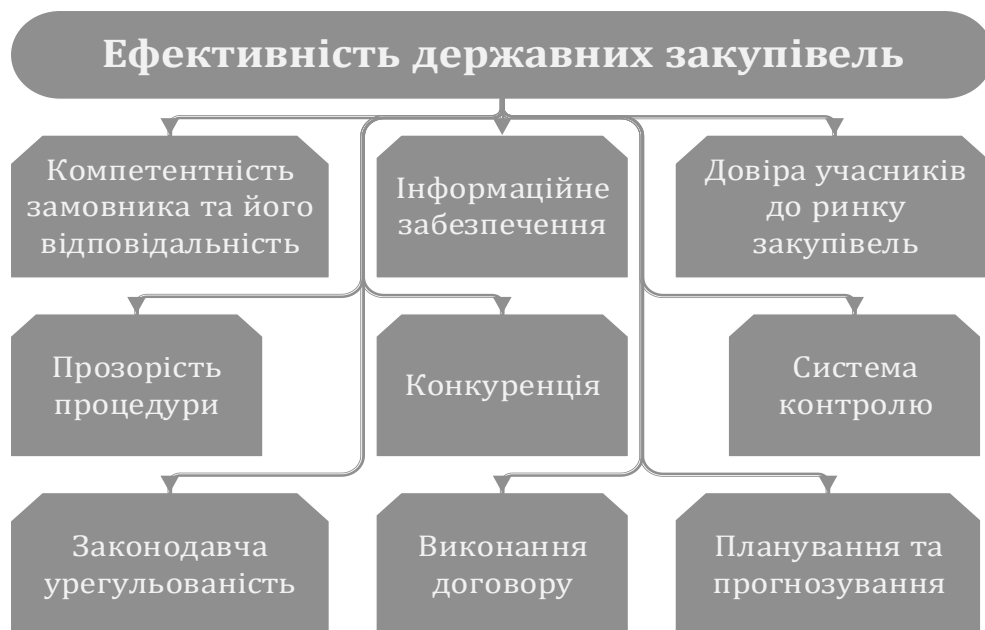 Ефективність державних закупівель
Компетентність
замовника та його
відповідальність
Інформаційне
забезпечення
Довіра учасників
до ринку
закупівель
Прозорість
процедури
Конкуренція
Система
контролю
Законодавча
урегульованість
Виконання
договору
Планування та
прогнозування